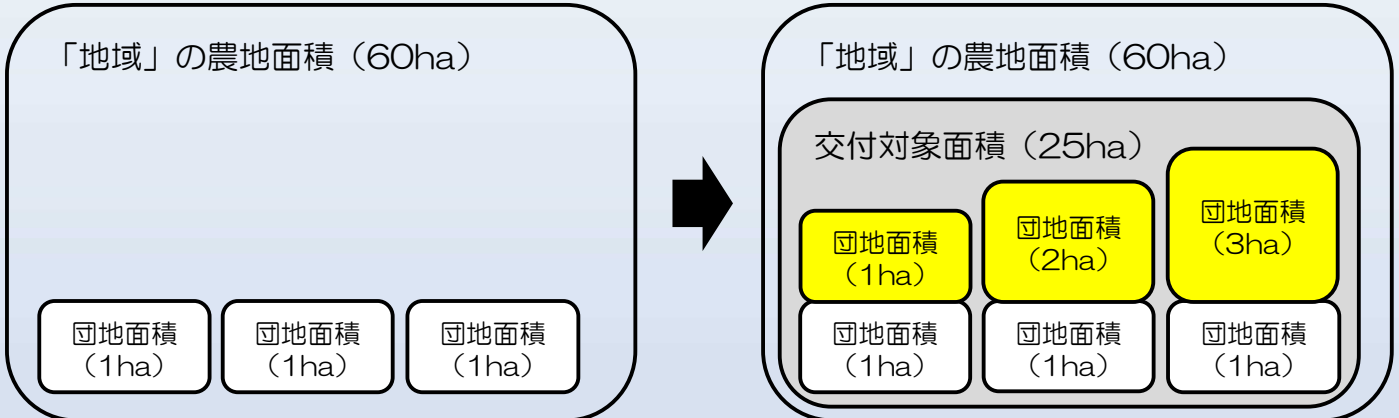 「地域」の農地面積（60ha）
団地面積
（1ha）
団地面積
（1ha）
団地面積
（1ha）
「地域」の農地面積（60ha）
交付対象面積（25ha）
団地面積
（1ha）
団地面積
（2ha）
団地面積
（3ha）
団地面積
（1ha）
団地面積
（1ha）
団地面積
（1ha）